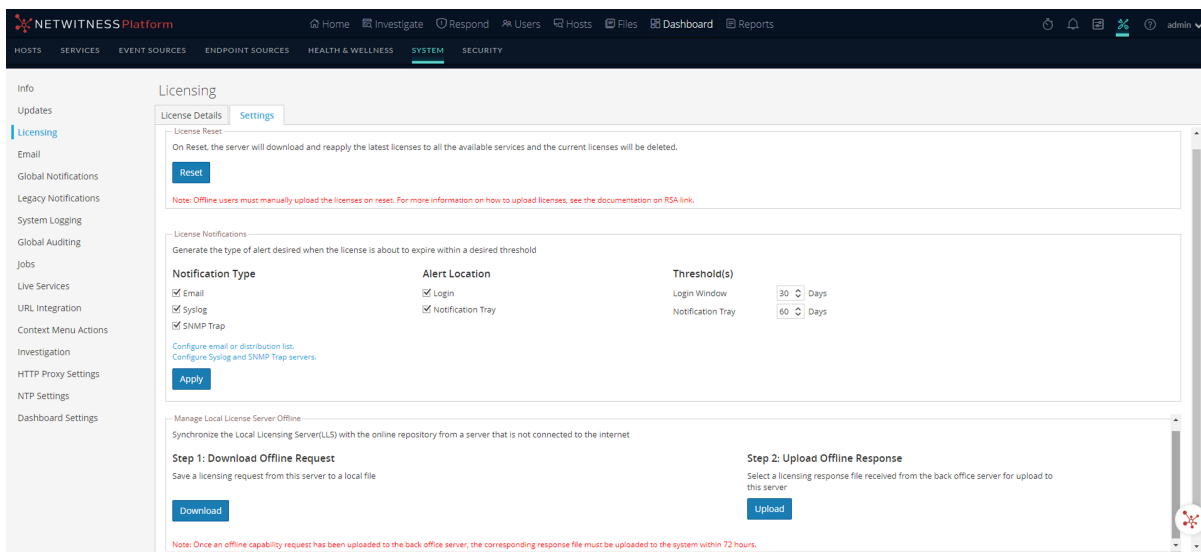 NETWITNESS Platform
Home Investigate Respond Users Hosts Files Dashboard Reports
admin
HOSTS SERVICES EVENT SOURCES ENDPOINT SOURCES HEALTH & WELLNESS SYSTEM SECURITY
Info
Updates
Licensing
Email
Global Notifications
Legacy Notifications
System Logging
Global Auditing
Jobs
Live Services
URL Integration
Context Menu Actions
Investigation
HTTP Proxy Settings
NTP Settings
Dashboard Settings
Licensing
License Details Settings
License Reset
On Reset, the server will download and reapply the latest licenses to all the available services and the current licenses will be deleted.
Reset
Note: Offline users must manually upload the licenses on reset. For more information on how to upload licenses, see the documentation on RSA link.
License Notifications
Generate the type of alert desired when the license is about to expire within a desired threshold
Notification Type Alert Location Threshold(s)
Email Login Login Window 30 Days
Syslog Notification Tray Notification Tray 60 Days
SNMP Trap
Configure email or distribution list.
Configure Syslog and SNMP Trap servers.
Apply
Manage Local License Server Offline
Synchronize the Local Licensing Server(LLS) with the online repository from a server that is not connected to the internet
Step 1: Download Offline Request
Save a licensing request from this server to a local file
Download
Step 2: Upload Offline Response
Select a licensing response file received from the back office server for upload to
this server
Upload
Note: Once an offline capability request has been uploaded to the back office server, the corresponding response file must be uploaded to the system within 72 hours.